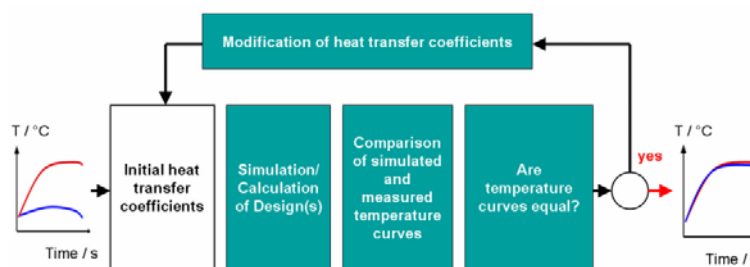 Modification of heat transfer coefficients
T / °C
Time / s
Initial heat
transfer
coefficients
Simulation/
Calculation
of Design(s)
Comparison
of simulated
and
measured
temperature
curves
Are
temperature
curves equal?
yes
T / °C
Time /